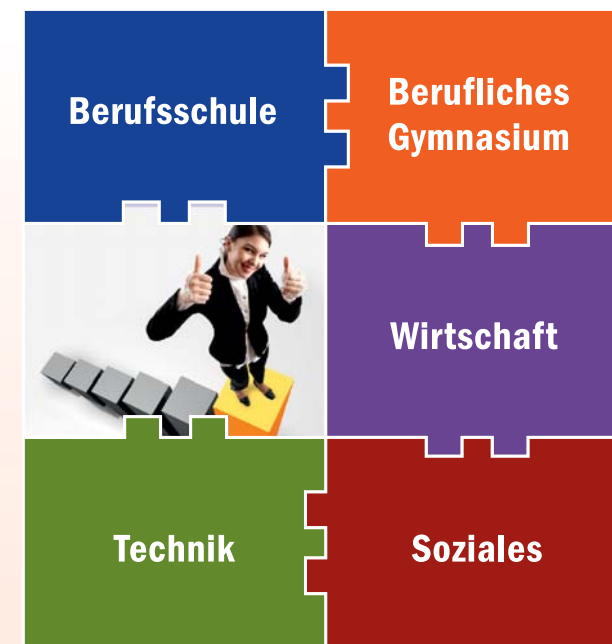 Berufsschule
Berufliches
Gymnasium
Wirtschaft
Technik
Soziales